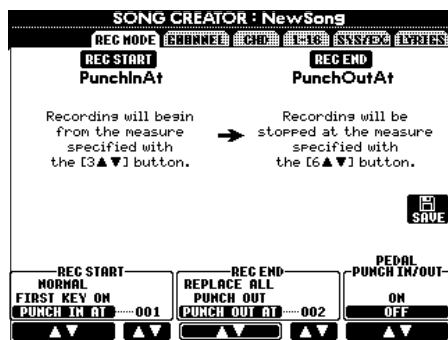 SONG CREATOR : NewSong
REC MODE CHANNEL CHD 1-16 SYS/EX. LYRICS
REC START REC END
PunchInAt PunchOutAt
Recording will begin
from the measure
specified with
the [3▲▼] button.
Recording will be
stopped at the measure
specified with
the [6▲▼] button.
SAVE
REC START
NORMAL
FIRST KEY ON
PUNCH IN AT 001
REC END
REPLACE ALL
PUNCH OUT
PUNCH OUT AT 002
PEDAL
PUNCH IN/OUT
ON
OFF
▲▼ ▲▼ ▲▼ ▲▼ ▲▼